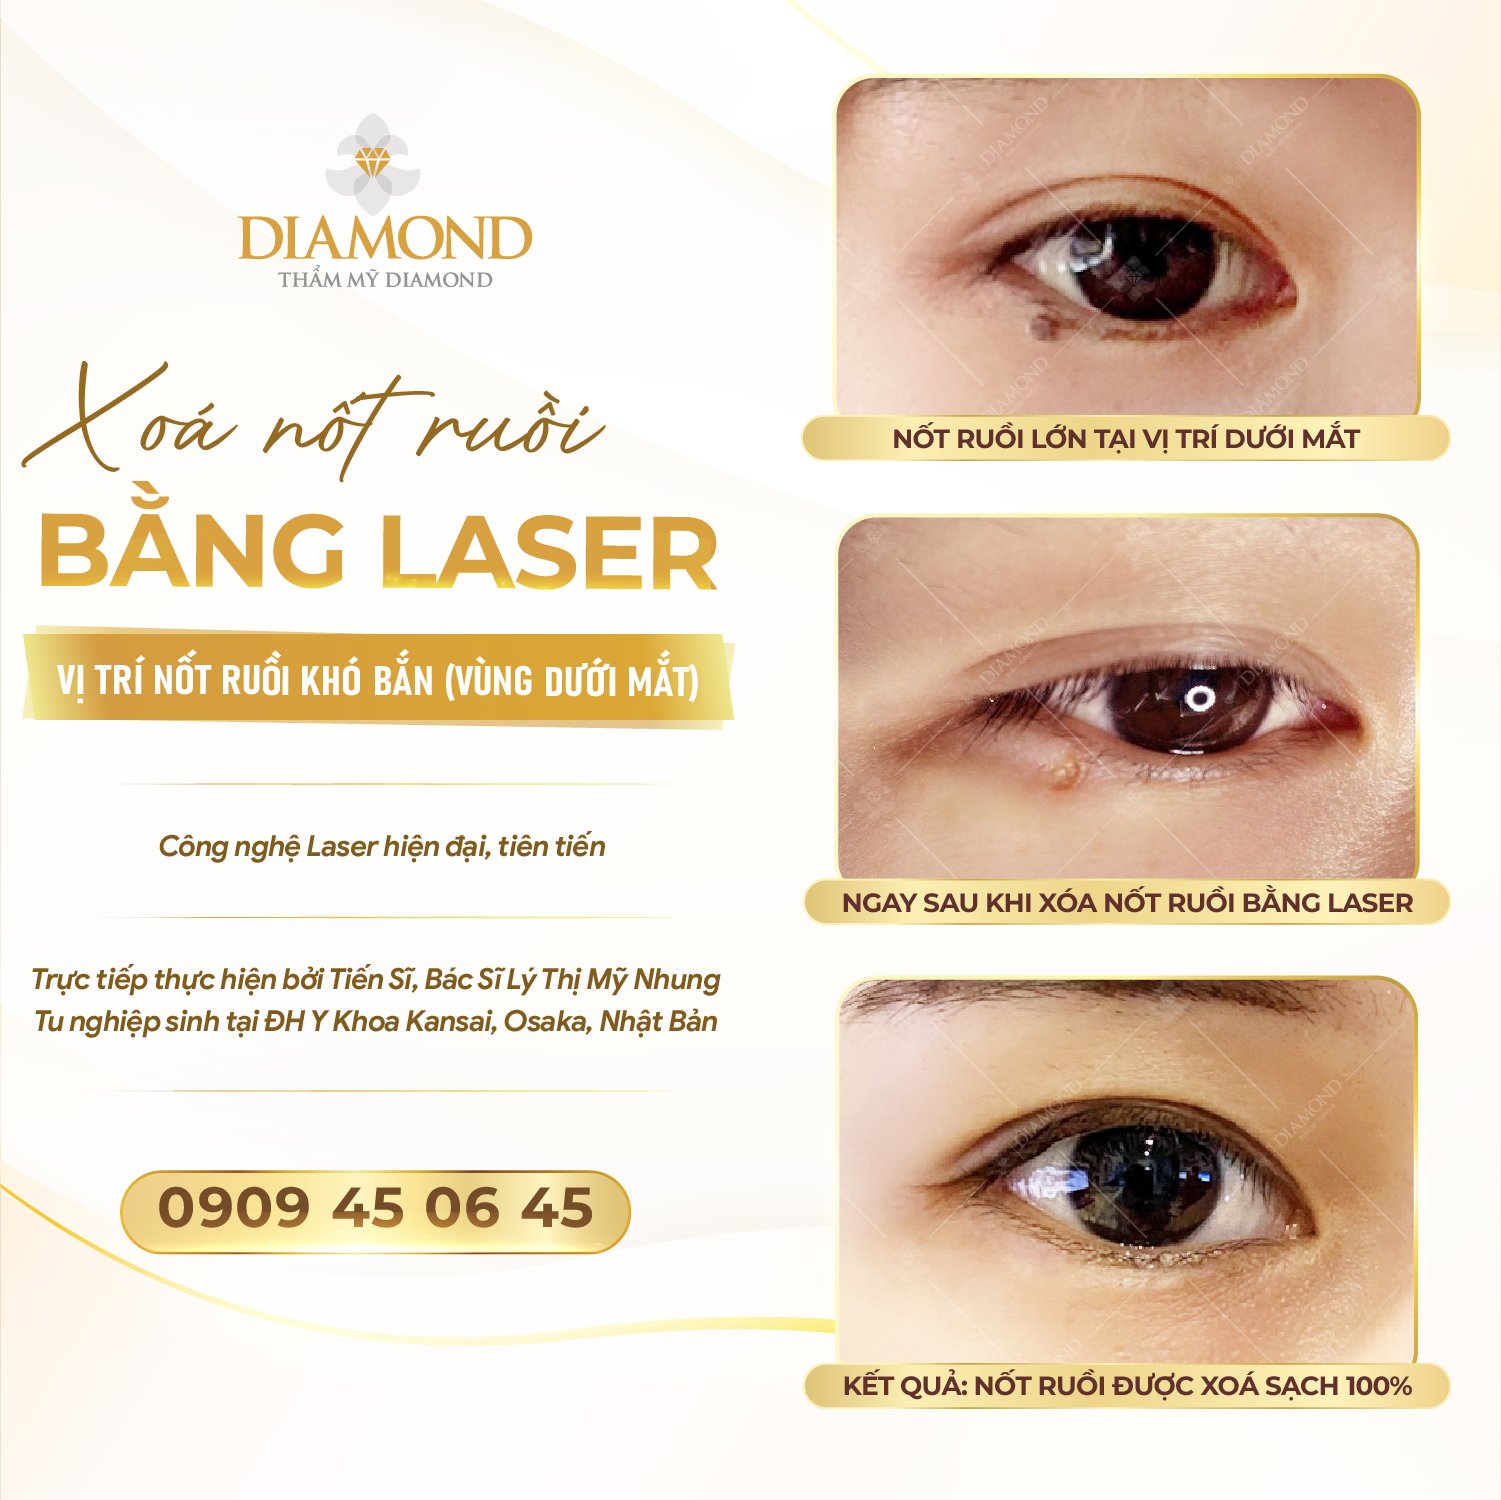 DIAMOND
THẨM MỸ DIAMOND
Xoá nốt ruồi
BẰNG LASER
VỊ TRÍ NỐT RUỒI KHÓ BẮN (VÙNG DƯỚI MẮT)
Công nghệ Laser hiện đại, tiên tiến
Trực tiếp thực hiện bởi Tiến Sĩ, Bác Sĩ Lý Thị Mỹ Nhung
Tu nghiệp sinh tại ĐH Y Khoa Kansai, Osaka, Nhật Bản
0909 45 06 45
NỐT RUỒI LỚN TẠI VỊ TRÍ DƯỚI MẮT
NGAY SAU KHI XÓA NỐT RUỒI BẰNG LASER
KẾT QUẢ: NỐT RUỒI ĐƯỢC XOÁ SẠCH 100%